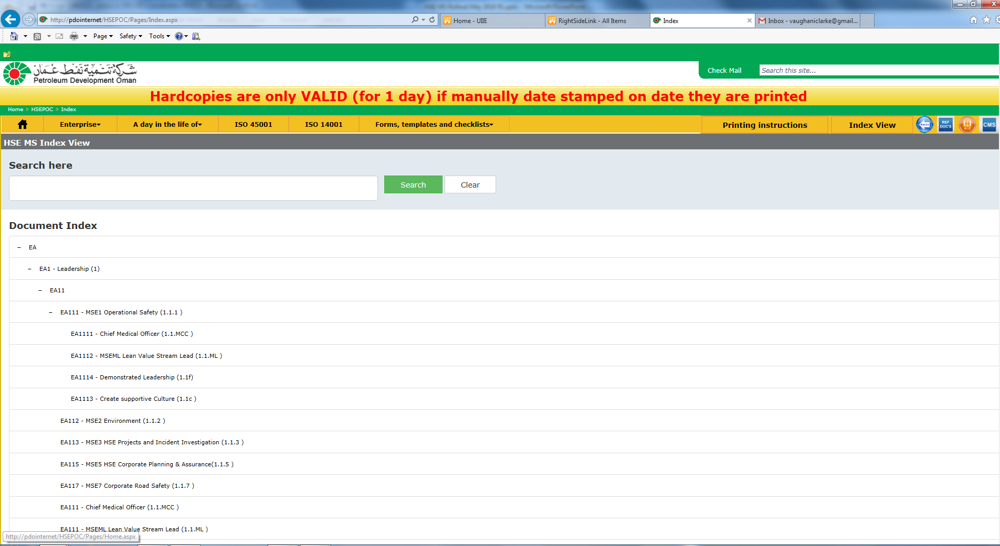 http://pdointernet/HSEPOC/Pages/Index.aspx
Home - UIIE
RightSideLink - All Items
Index
Inbox - vaughaniclarke@gmail...
Page
Safety
Tools
شركة تنمية نفط عمان
Petroleum Development Oman
Check Mail
Search this site...
Hardcopies are only VALID (for 1 day) if manually date stamped on date they are printed
Home > HSEPOC > Index
Enterprise
A day in the life of
ISO 45001
ISO 14001
Forms, templates and checklists
Printing instructions
Index View
BACK
REF DOC'S
A-Z
CMS
HSE MS Index View
Search here
Search
Clear
Document Index
– EA
– EA1 - Leadership (1)
– EA11
– EA111 - MSE1 Operational Safety (1.1.1 )
EA1111 - Chief Medical Officer (1.1.MCC )
EA1112 - MSEML Lean Value Stream Lead (1.1.ML )
EA1114 - Demonstrated Leadership (1.1f)
EA1113 - Create supportive Culture (1.1c )
EA112 - MSE2 Environment (1.1.2 )
EA113 - MSE3 HSE Projects and Incident Investigation (1.1.3 )
EA115 - MSE5 HSE Corporate Planning & Assurance(1.1.5 )
EA117 - MSE7 Corporate Road Safety (1.1.7 )
EA111 - Chief Medical Officer (1.1.MCC )
EA111 - MSEML Lean Value Stream Lead (1.1.ML )
http://pdointernet/HSEPOC/Pages/Home.aspx